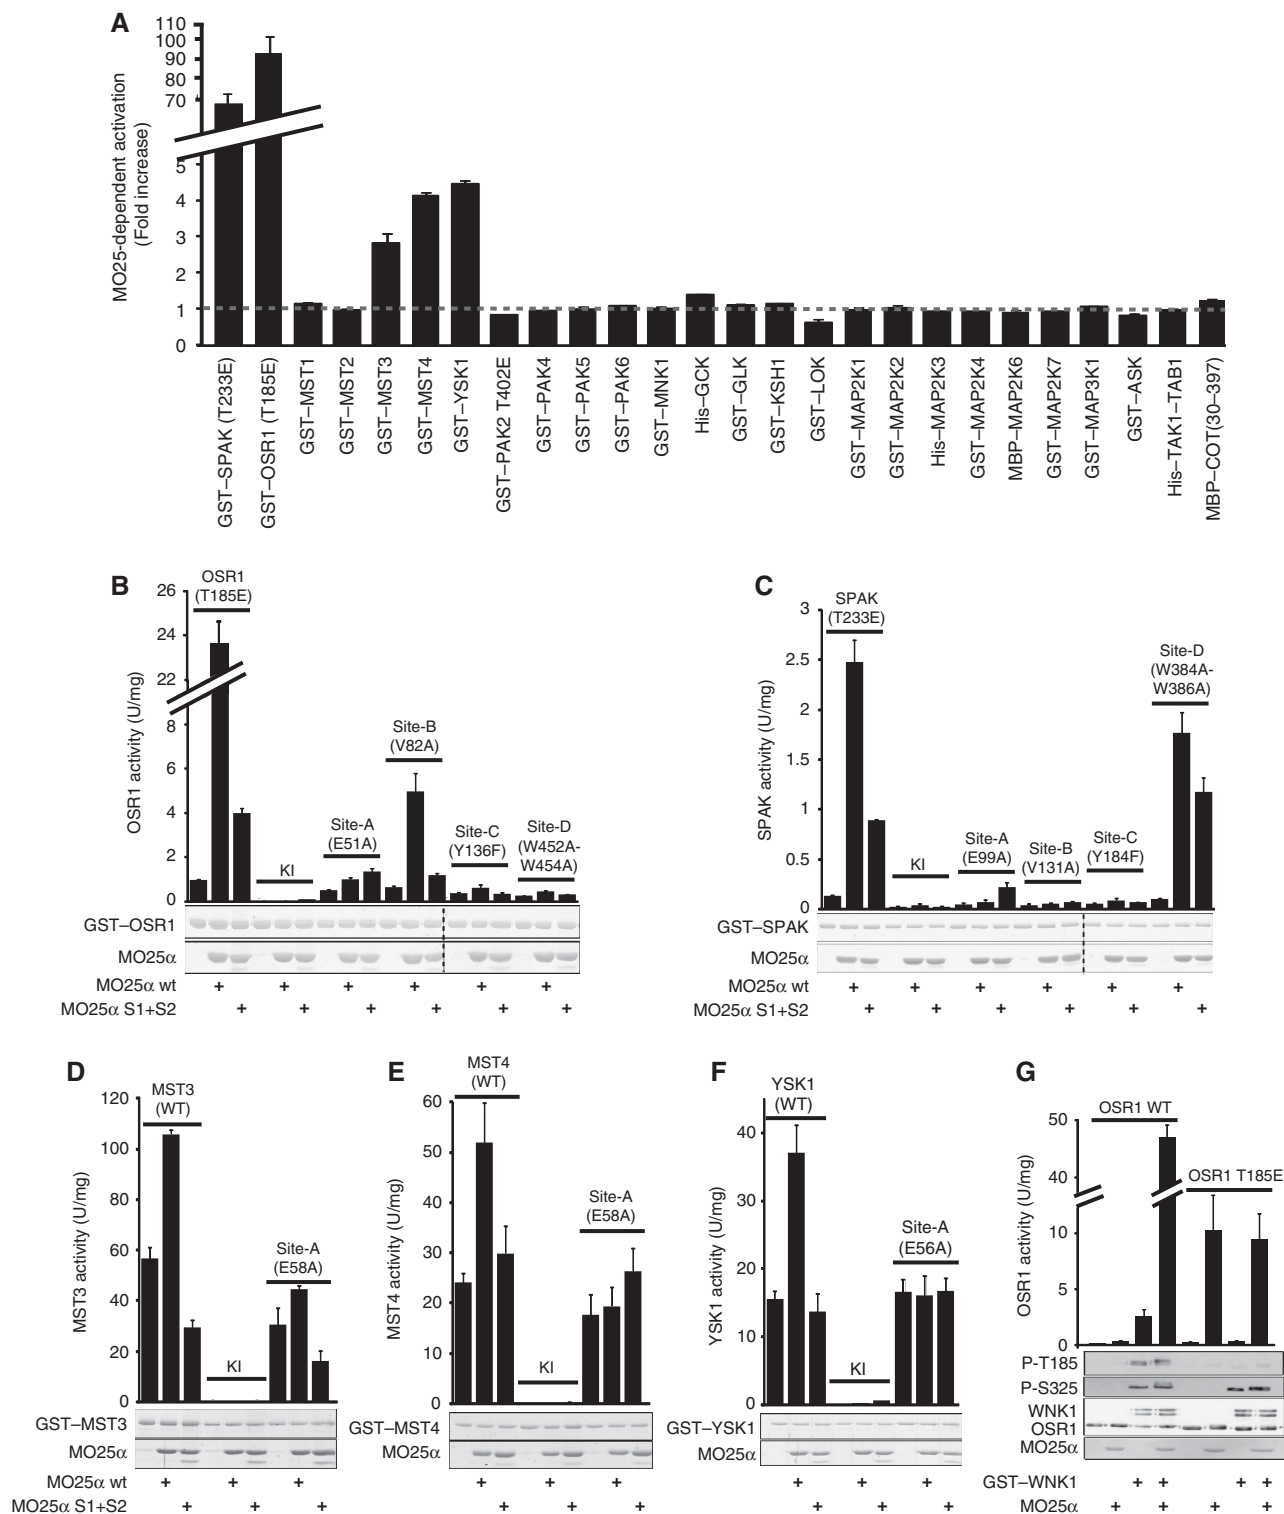 A
MO25-dependent activation
(Fold increase)
110
100
90
80
70
5
4
3
2
1
0
GST–SPAK (T233E)
GST–OSR1 (T185E)
GST–MST1
GST–MST2
GST–MST3
GST–MST4
GST–YSK1
GST–PAK2 T402E
GST–PAK4
GST–PAK5
GST–PAK6
GST–MNK1
His–GCK
GST–GLK
GST–KSH1
GST–LOK
GST–MAP2K1
GST–MAP2K2
His–MAP2K3
GST–MAP2K4
MBP–MAP2K6
GST–MAP2K7
GST–MAP3K1
GST–ASK
His–TAK1–TAB1
MBP–COT(30–397)
B
OSR1 activity (U/mg)
26
24
22
8
6
4
2
0
OSR1
(T185E)
KI
Site-A
(E51A)
Site-B
(V82A)
Site-C
(Y136F)
Site-D
(W452A-
W454A)
GST–OSR1
MO25α
MO25α wt + + + + + +
MO25α S1+S2 + + + + + +
C
SPAK activity (U/mg)
3
2.5
2
1.5
1
0.5
0
SPAK
(T233E)
KI
Site-A
(E99A)
Site-B
(V131A)
Site-C
(Y184F)
Site-D
(W384A-
W386A)
GST–SPAK
MO25α
MO25α wt + + + + + +
MO25α S1+S2 + + + + + +
D
MST3 activity (U/mg)
120
100
80
60
40
20
0
MST3
(WT)
KI
Site-A
(E58A)
GST–MST3
MO25α
MO25α wt + + +
MO25α S1+S2 + + +
E
MST4 activity (U/mg)
60
50
40
30
20
10
0
MST4
(WT)
KI
Site-A
(E58A)
GST–MST4
MO25α
+ + +
+ + +
F
YSK1 activity (U/mg)
40
30
20
10
0
YSK1
(WT)
KI
Site-A
(E56A)
GST–YSK1
MO25α
+ + +
+ + +
G
OSR1 activity (U/mg)
50
40
10
5
0
OSR1 WT
OSR1 T185E
P-T185
P-S325
WNK1
OSR1
MO25α
GST–WNK1 + + + +
MO25α + + + +